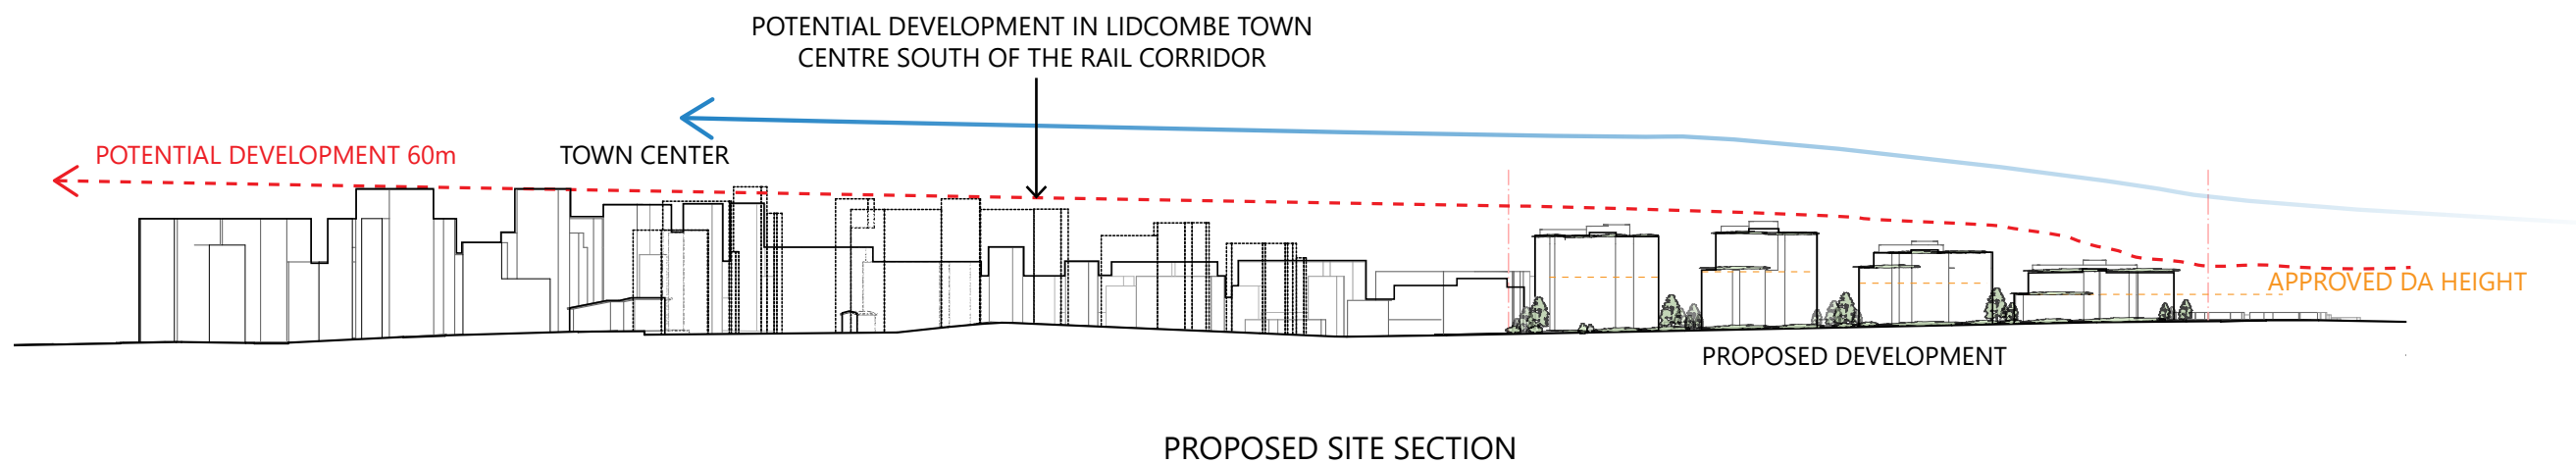 POTENTIAL DEVELOPMENT IN LIDCOMBE TOWN
CENTRE SOUTH OF THE RAIL CORRIDOR
POTENTIAL DEVELOPMENT 60m
TOWN CENTER
APPROVED DA HEIGHT
PROPOSED DEVELOPMENT
PROPOSED SITE SECTION